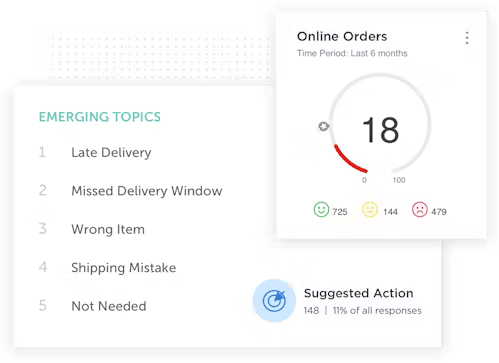 Online Orders
Time Period: Last 6 months
18
0 100
725 144 479
EMERGING TOPICS
1 Late Delivery
2 Missed Delivery Window
3 Wrong Item
4 Shipping Mistake
5 Not Needed
Suggested Action
148 | 11% of all responses